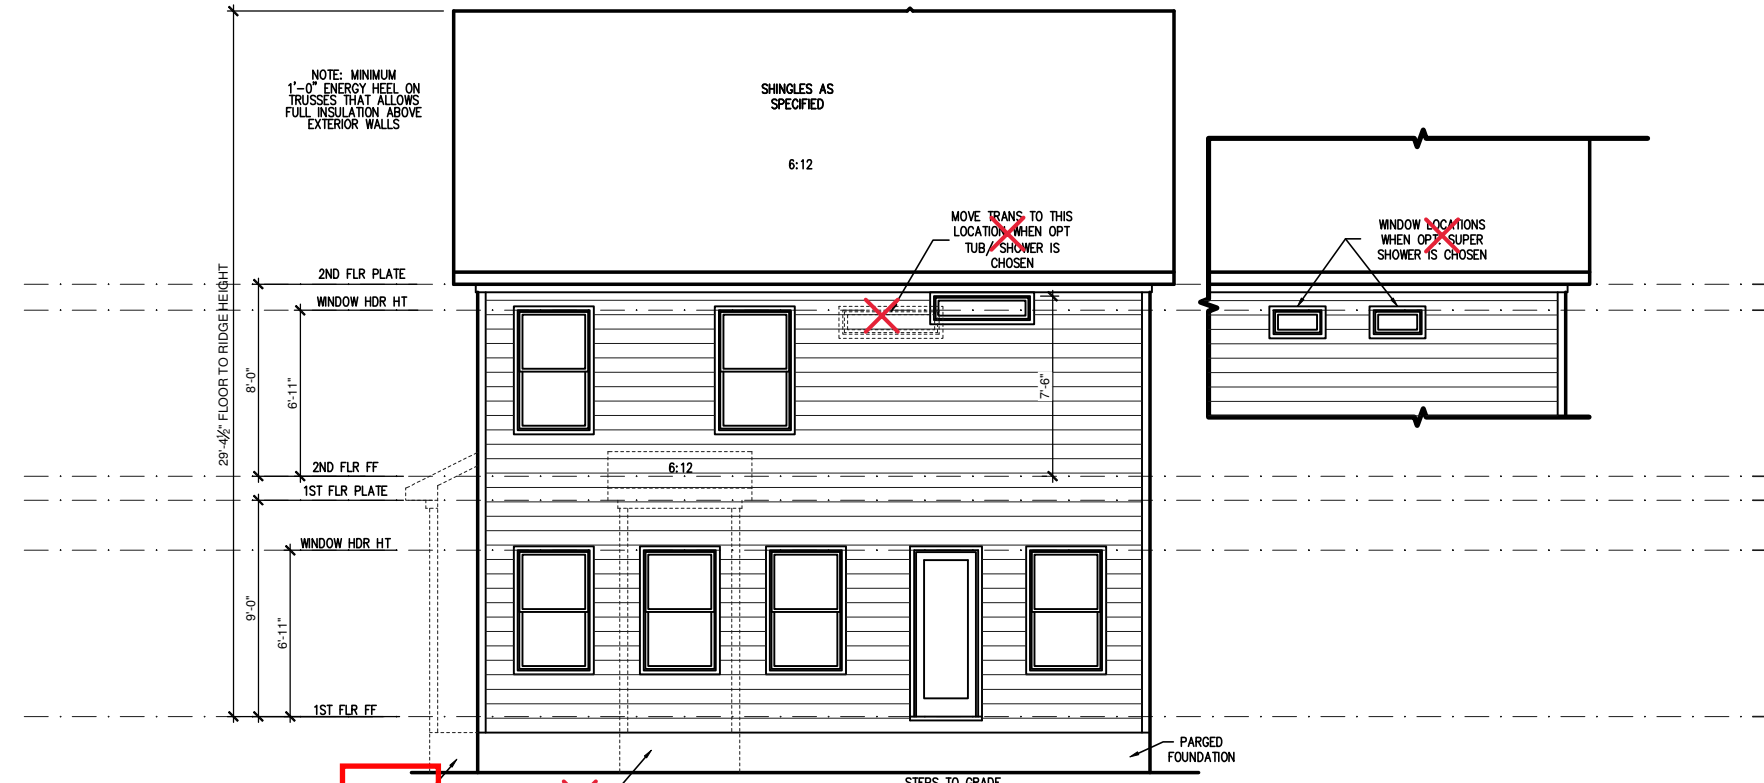 NOTE: MINIMUM
1'-0" ENERGY HEEL ON
TRUSSES THAT ALLOWS
FULL INSULATION ABOVE
EXTERIOR WALLS
SHINGLES AS
SPECIFIED
6:12
MOVE TRANS TO THIS
LOCATION WHEN OPT
TUB/ SHOWER IS
CHOSEN
WINDOW LOCATIONS
WHEN OPT SUPER
SHOWER IS CHOSEN
2ND FLR PLATE
WINDOW HDR HT
29'-4½" FLOOR TO RIDGE HEIGHT
8'-0"
6'-11"
7'-6"
2ND FLR FF
6:12
1ST FLR PLATE
WINDOW HDR HT
9'-0"
6'-11"
1ST FLR FF
PARGED
FOUNDATION
STEPS TO GRADE